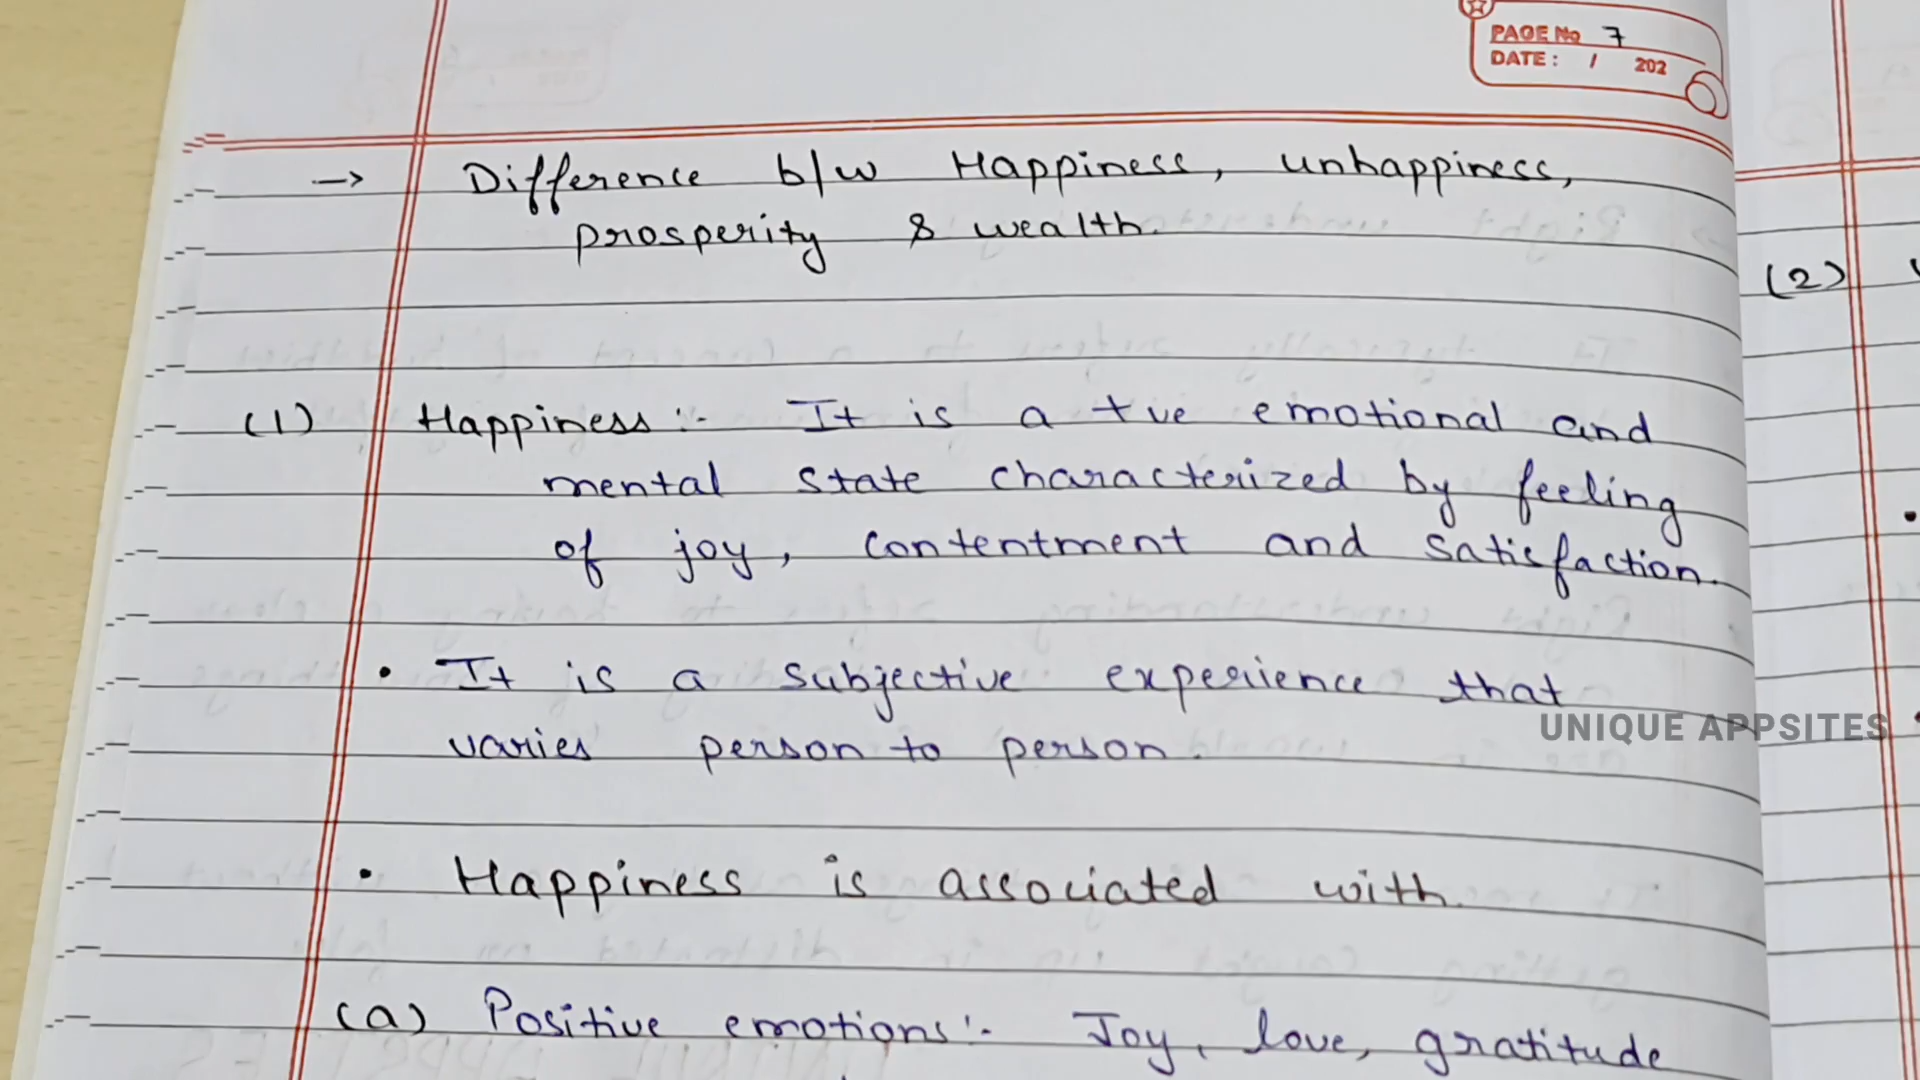 PAGE No 7
DATE: / 202
→ Difference b/w Happiness, unhappiness,
prosperity & wealth.
(1) Happiness:- It is a +ve emotional and
mental state characterized by feeling
of joy, contentment and satisfaction.
• It is a subjective experience that
varies person to person.
• Happiness is associated with.
(a) Positive emotions:- Joy, love, gratitude
(2)
UNIQUE APPSITES